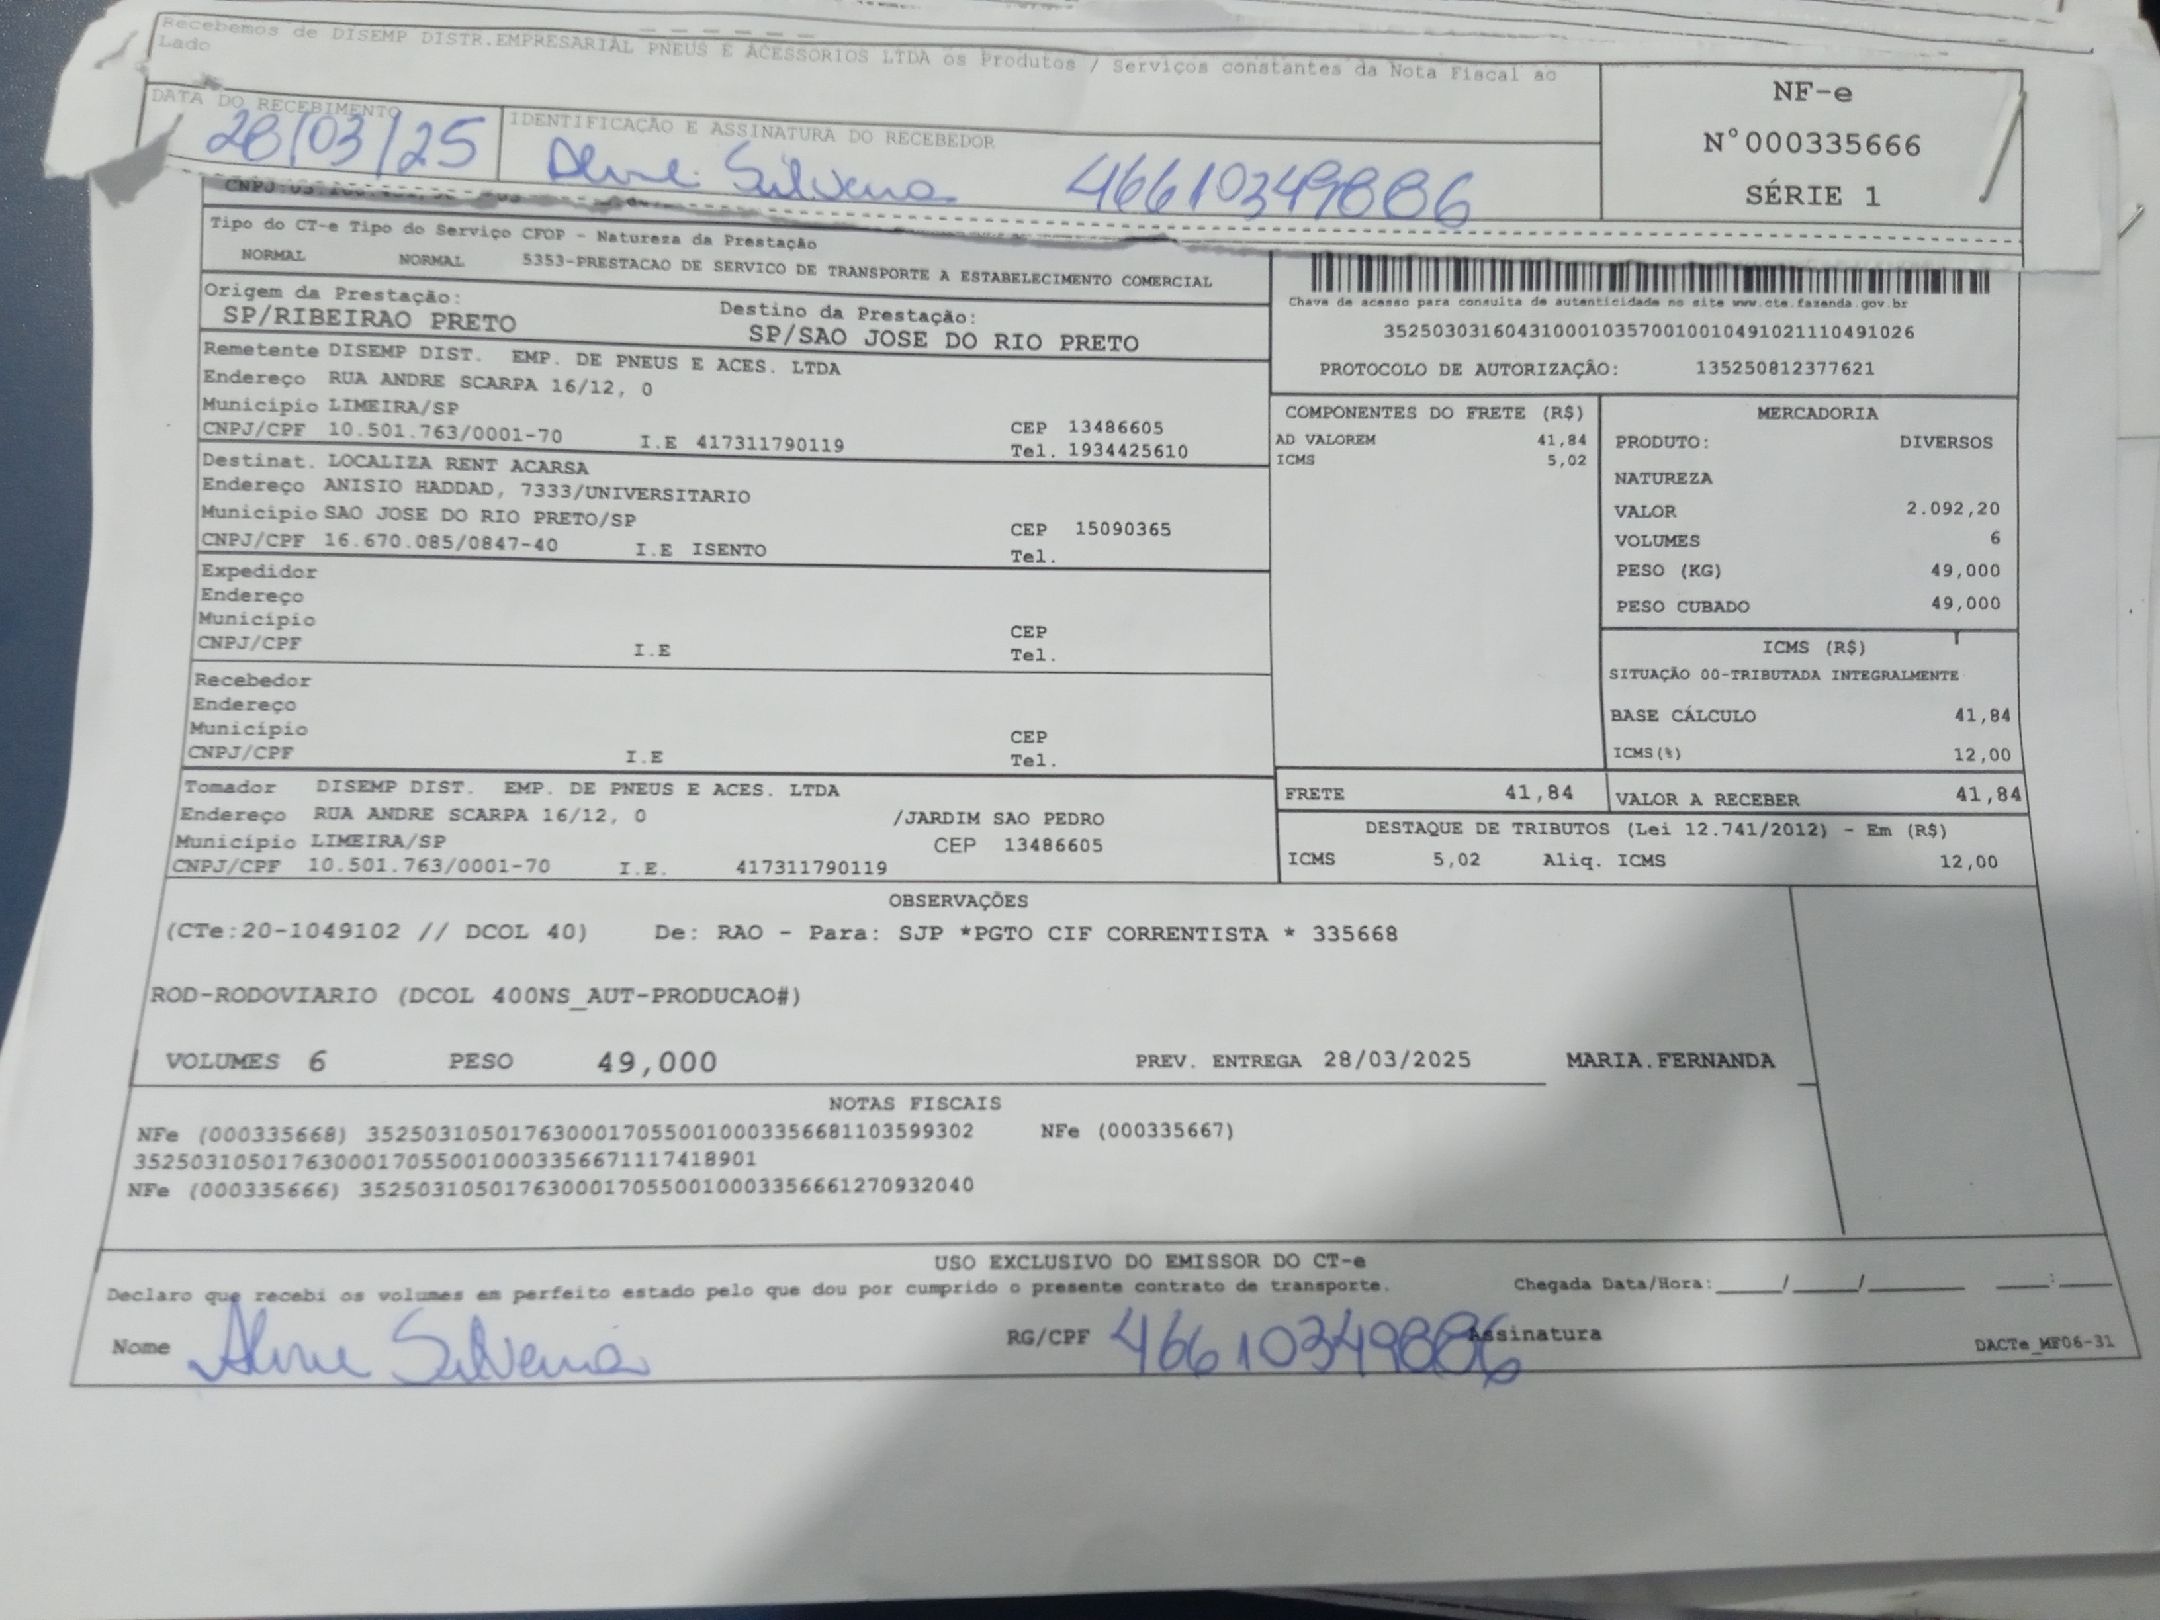 Recebemos de DISEMP DISTR.EMPRESARIAL PNEUS E ACESSORIOS LTDA os Produtos / Serviços constantes da Nota Fiscal ao
Lado
NF-e
N°000335666
SÉRIE 1
DATA DO RECEBIMENTO
28/03/25
IDENTIFICAÇÃO E ASSINATURA DO RECEBEDOR
Silveira 46610349886
Tipo do CT-e Tipo do Serviço CFOP - Natureza da Prestação
NORMAL NORMAL 5353-PRESTACAO DE SERVICO DE TRANSPORTE A ESTABELECIMENTO COMERCIAL
Origem da Prestação:
SP/RIBEIRAO PRETO
Destino da Prestação:
SP/SAO JOSE DO RIO PRETO
Chave de acesso para consulta de autenticidade no site www.cte.fazenda.gov.br
35250303160431000103570010010491021110491026
PROTOCOLO DE AUTORIZAÇÃO: 135250812377621
Remetente DISEMP DIST. EMP. DE PNEUS E ACES. LTDA
Endereço RUA ANDRE SCARPA 16/12, 0
Município LIMEIRA/SP CEP 13486605
CNPJ/CPF 10.501.763/0001-70 I.E 417311790119 Tel. 1934425610
Destinat. LOCALIZA RENT ACARSA
Endereço ANISIO HADDAD, 7333/UNIVERSITARIO
Município SAO JOSE DO RIO PRETO/SP CEP 15090365
CNPJ/CPF 16.670.085/0847-40 I.E ISENTO Tel.
Expedidor
Endereço
Município CEP
CNPJ/CPF I.E Tel.
Recebedor
Endereço
Município CEP
CNPJ/CPF I.E Tel.
Tomador DISEMP DIST. EMP. DE PNEUS E ACES. LTDA
Endereço RUA ANDRE SCARPA 16/12, 0 /JARDIM SAO PEDRO
Município LIMEIRA/SP CEP 13486605
CNPJ/CPF 10.501.763/0001-70 I.E. 417311790119
COMPONENTES DO FRETE (R$)
AD VALOREM 41,84
ICMS 5,02
MERCADORIA
PRODUTO: DIVERSOS
NATUREZA
VALOR 2.092,20
VOLUMES 6
PESO (KG) 49,000
PESO CUBADO 49,000
ICMS (R$)
SITUAÇÃO 00-TRIBUTADA INTEGRALMENTE
BASE CÁLCULO 41,84
ICMS(%) 12,00
FRETE 41,84 VALOR A RECEBER 41,84
DESTAQUE DE TRIBUTOS (Lei 12.741/2012) - Em (R$)
ICMS 5,02 Aliq. ICMS 12,00
OBSERVAÇÕES
(CTe:20-1049102 // DCOL 40) De: RAO - Para: SJP *PGTO CIF CORRENTISTA * 335668
ROD-RODOVIARIO (DCOL 400NS_AUT-PRODUCAO#)
VOLUMES 6 PESO 49,000 PREV. ENTREGA 28/03/2025 MARIA.FERNANDA
NOTAS FISCAIS
NFe (000335668) 35250310501763000170550010003356681103599302 NFe (000335667)
35250310501763000170550010003356671117418901
NFe (000335666) 35250310501763000170550010003356661270932040
USO EXCLUSIVO DO EMISSOR DO CT-e
Declaro que recebi os volumes em perfeito estado pelo que dou por cumprido o presente contrato de transporte. Chegada Data/Hora:____/____/______ ___:___
Nome Silveira RG/CPF 46610349886 Assinatura DACTe_MF06-31